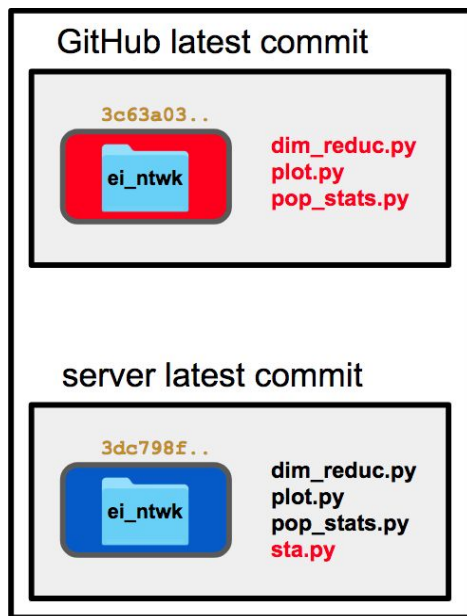 GitHub latest commit
3c63a03..
ei_ntwk
dim_reduc.py
plot.py
pop_stats.py
server latest commit
3dc798f..
ei_ntwk
dim_reduc.py
plot.py
pop_stats.py
sta.py